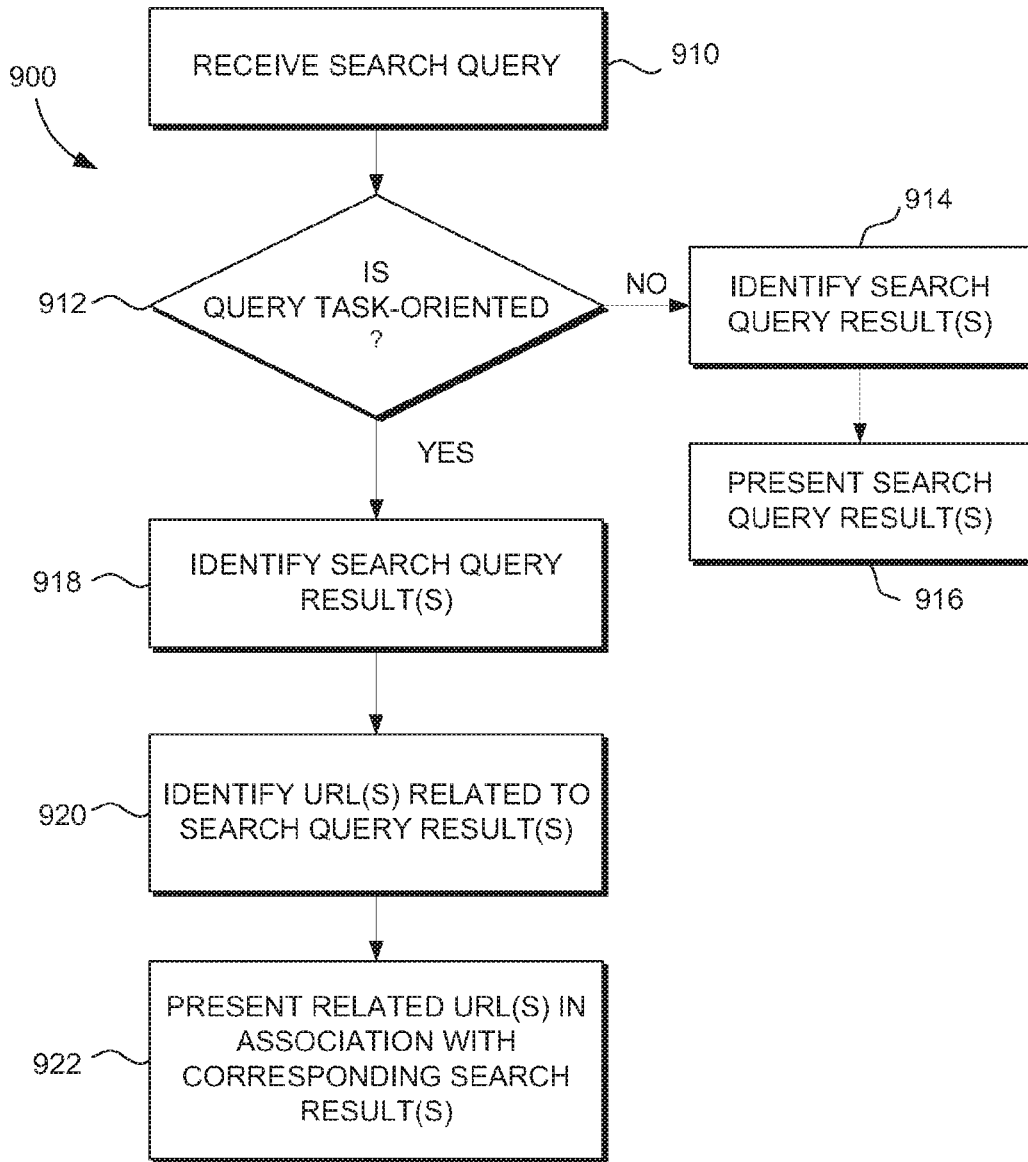 RECEIVE SEARCH QUERY
910
900
IS
QUERY TASK-ORIENTED
?
912
NO
914
IDENTIFY SEARCH
QUERY RESULT(S)
PRESENT SEARCH
QUERY RESULT(S)
916
YES
IDENTIFY SEARCH QUERY
RESULT(S)
918
IDENTIFY URL(S) RELATED TO
SEARCH QUERY RESULT(S)
920
PRESENT RELATED URL(S) IN
ASSOCIATION WITH
CORRESPONDING SEARCH
RESULT(S)
922